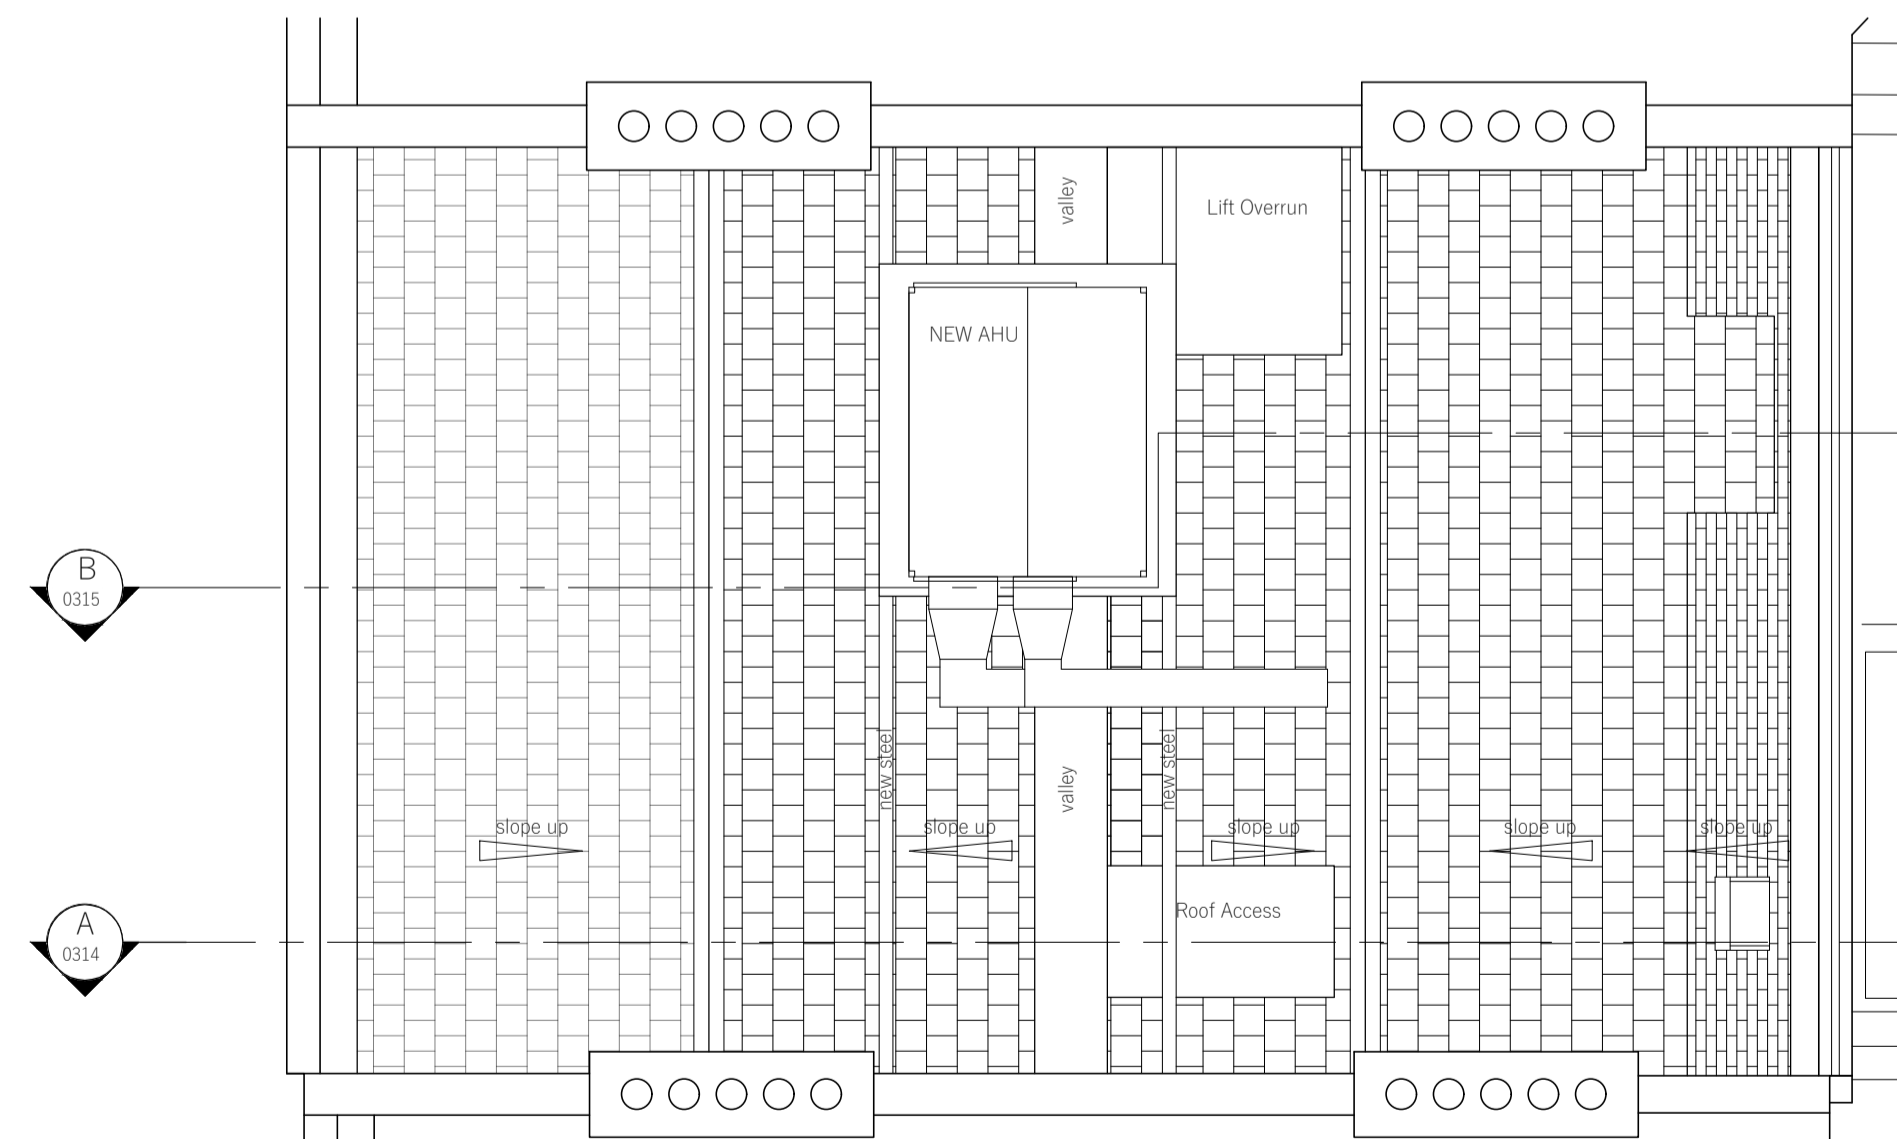 valley
Lift Overrun
NEW AHU
B
0315
new steel
valley
new steel
slope up
slope up
slope up
slope up
slope up
A
0314
Roof Access